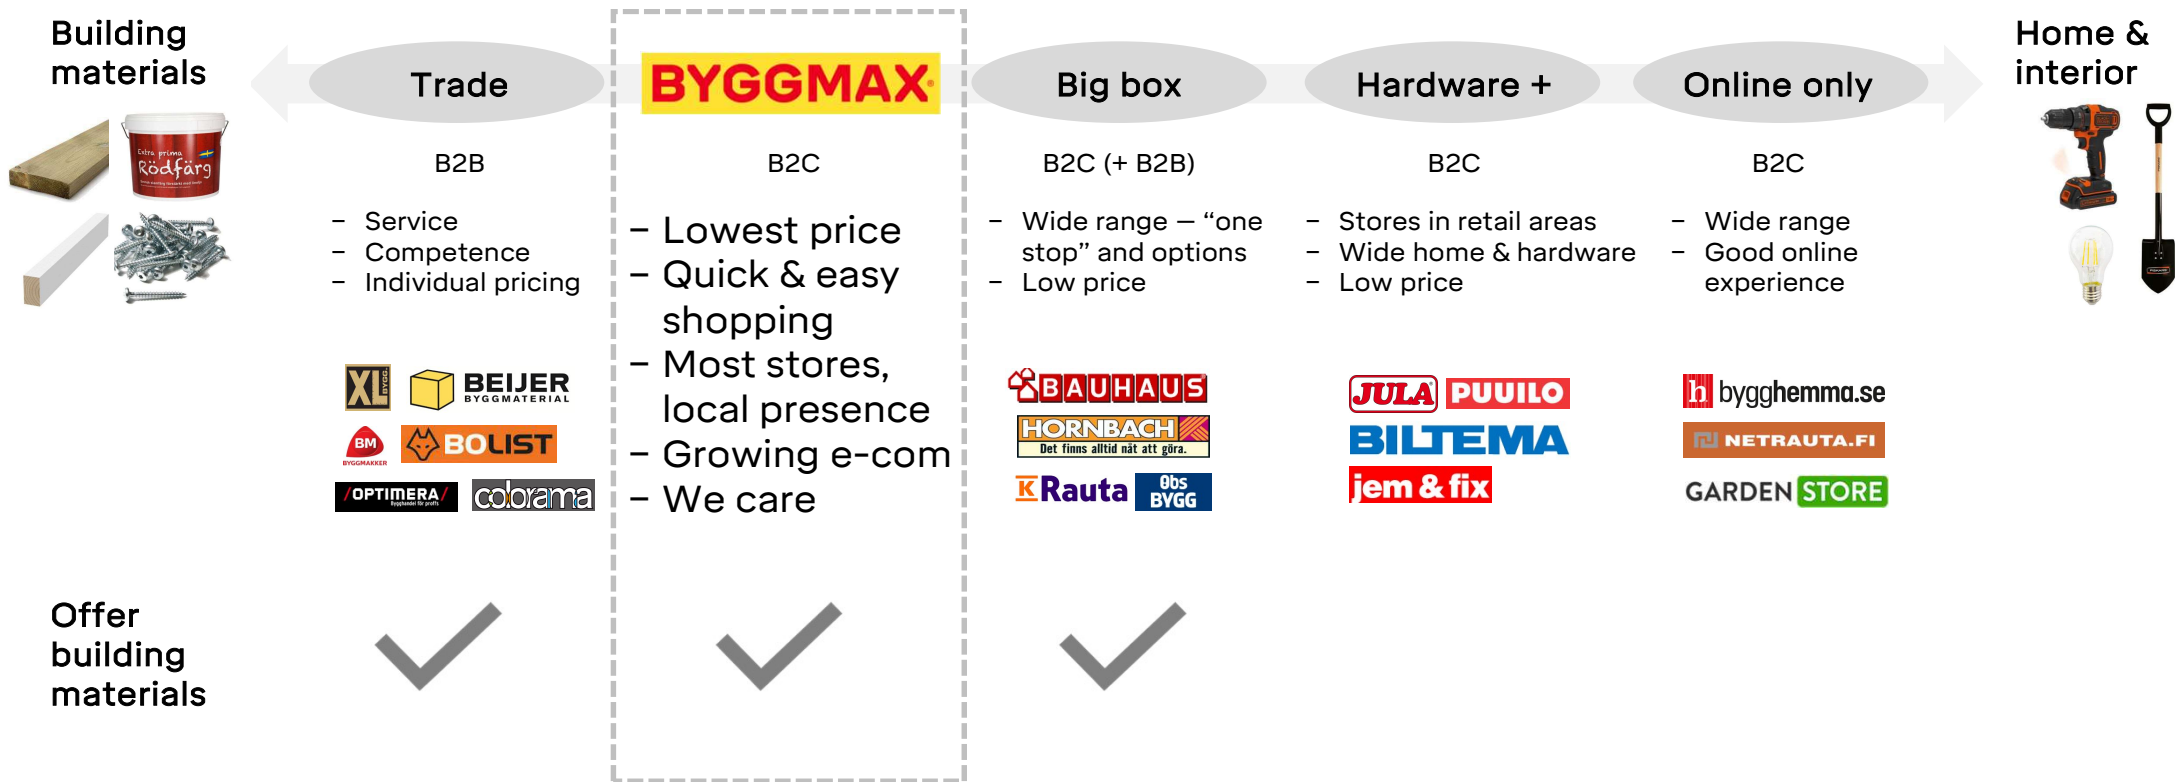 Building
materials
Trade
BYGGMAX
Big box
Hardware +
Online only
Home &
interior
Extra prima
Rödfärg
B2B
B2C
B2C (+ B2B)
B2C
B2C
– Service
– Competence
– Individual pricing
– Lowest price
– Quick & easy
shopping
– Most stores,
local presence
– Growing e-com
– We care
– Wide range – “one
stop” and options
– Low price
– Stores in retail areas
– Wide home & hardware
– Low price
– Wide range
– Good online
experience
XL BYGG
BEIJER
BYGGMATERIAL
BM
BYGGMAKKER
BOLIST
/OPTIMERA/
Bygghandel för proffs
colorama
BAUHAUS
HORNBACH
Det finns alltid nåt att göra.
K Rauta
Obs
BYGG
JULA
PUUILO
BILTEMA
jem & fix
h bygghemma.se
NETRAUTA.FI
GARDEN STORE
Offer
building
materials